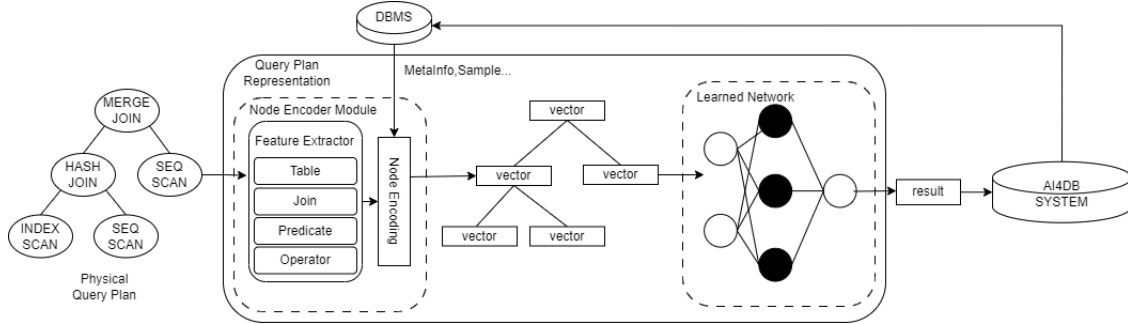 DBMS
Query Plan
Representation
MetaInfo,Sample...
MERGE
JOIN
HASH
JOIN
SEQ
SCAN
INDEX
SCAN
SEQ
SCAN
Physical
Query Plan
Node Encoder Module
Feature Extractor
Table
Join
Predicate
Operator
Node Encoding
vector
vector
vector
vector
vector
Learned Network
result
AI4DB
SYSTEM